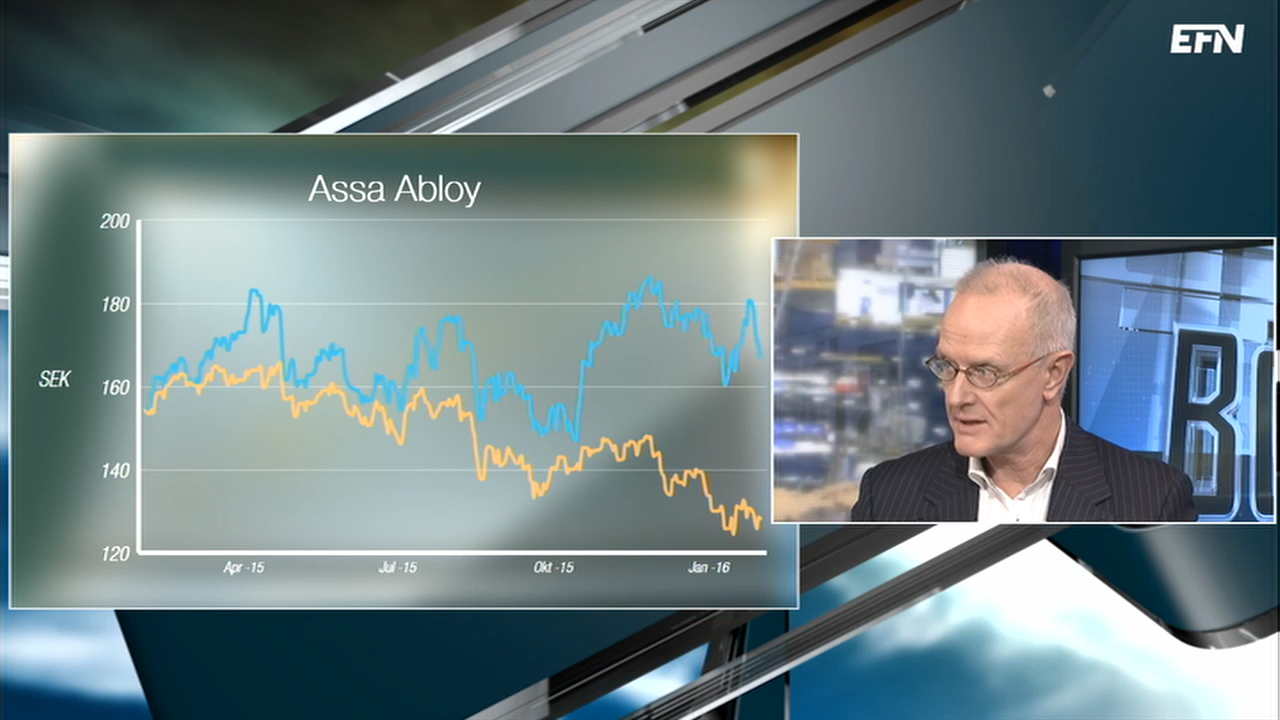 EFN
Assa Abloy
200
180
SEK
160
140
120
Apr -15
Jul -15
Okt -15
Jan -16